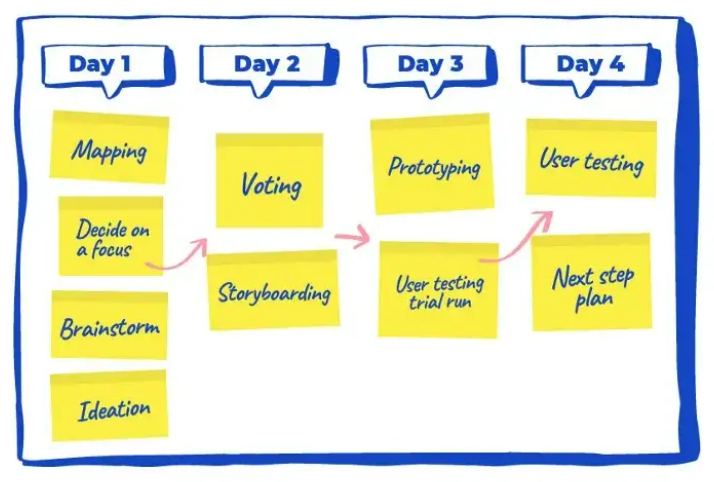 Day 1
Mapping
Decide on
a focus
Brainstorm
Ideation
Day 2
Voting
Storyboarding
Day 3
Prototyping
User testing
trial run
Day 4
User testing
Next step
plan